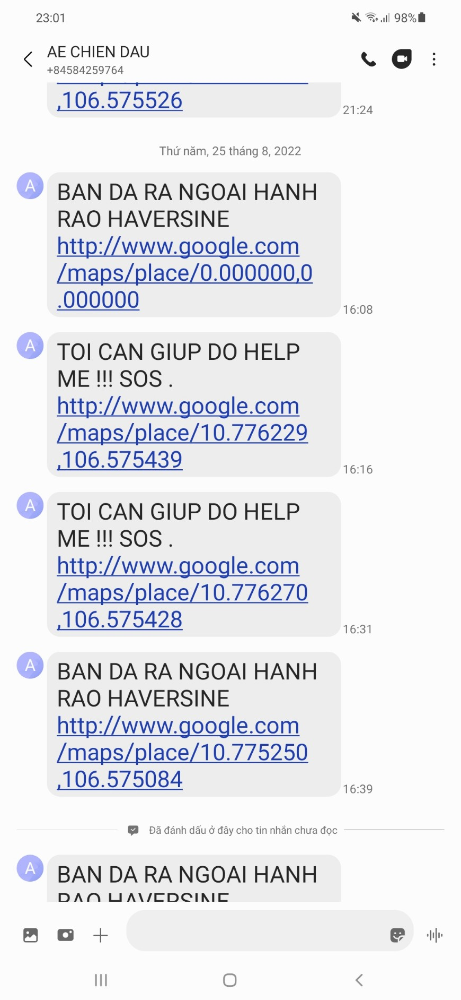 23:01
98%
AE CHIEN DAU
+84584259764
,106.575526
21:24
Thứ năm, 25 tháng 8, 2022
A
BAN DA RA NGOAI HANH
RAO HAVERSINE
http://www.google.com
/maps/place/0.000000,0
.000000
16:08
A
TOI CAN GIUP DO HELP
ME !!! SOS .
http://www.google.com
/maps/place/10.776229
,106.575439
16:16
A
TOI CAN GIUP DO HELP
ME !!! SOS .
http://www.google.com
/maps/place/10.776270
,106.575428
16:31
A
BAN DA RA NGOAI HANH
RAO HAVERSINE
http://www.google.com
/maps/place/10.775250
,106.575084
16:39
Đã đánh dấu ở đây cho tin nhắn chưa đọc
A
BAN DA RA NGOAI HANH
RAO HAVERSINE